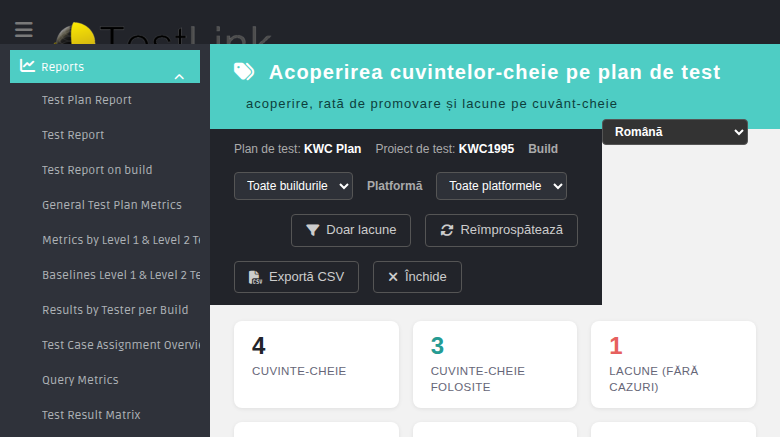 TestLink
Reports
Test Plan Report
Test Report
Test Report on build
General Test Plan Metrics
Metrics by Level 1 & Level 2 Te
Baselines Level 1 & Level 2 Te
Results by Tester per Build
Test Case Assignment Overvie
Query Metrics
Test Result Matrix
Acoperirea cuvintelor-cheie pe plan de test
acoperire, rată de promovare și lacune pe cuvânt-cheie
Română
Plan de test: KWC Plan Proiect de test: KWC1995 Build
Toate buildurile Platformă Toate platformele
Doar lacune Reîmprospătează
Exportă CSV Închide
4
CUVINTE-CHEIE
3
CUVINTE-CHEIE
FOLOSITE
1
LACUNE (FĂRĂ
CAZURI)